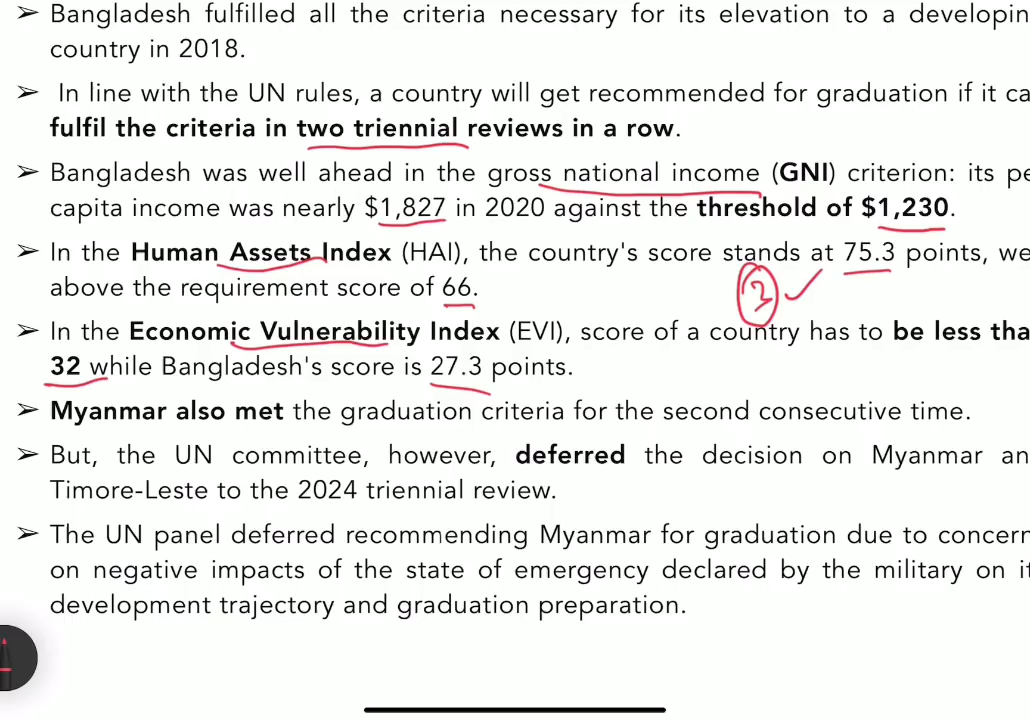 ➢ Bangladesh fulfilled all the criteria necessary for its elevation to a developin
country in 2018.
➢ In line with the UN rules, a country will get recommended for graduation if it ca
fulfil the criteria in two triennial reviews in a row.
➢ Bangladesh was well ahead in the gross national income (GNI) criterion: its pe
capita income was nearly $1,827 in 2020 against the threshold of $1,230.
➢ In the Human Assets Index (HAI), the country's score stands at 75.3 points, we
above the requirement score of 66.
3 ✓
➢ In the Economic Vulnerability Index (EVI), score of a country has to be less tha
32 while Bangladesh's score is 27.3 points.
➢ Myanmar also met the graduation criteria for the second consecutive time.
➢ But, the UN committee, however, deferred the decision on Myanmar an
Timore-Leste to the 2024 triennial review.
➢ The UN panel deferred recommending Myanmar for graduation due to concern
on negative impacts of the state of emergency declared by the military on it
development trajectory and graduation preparation.